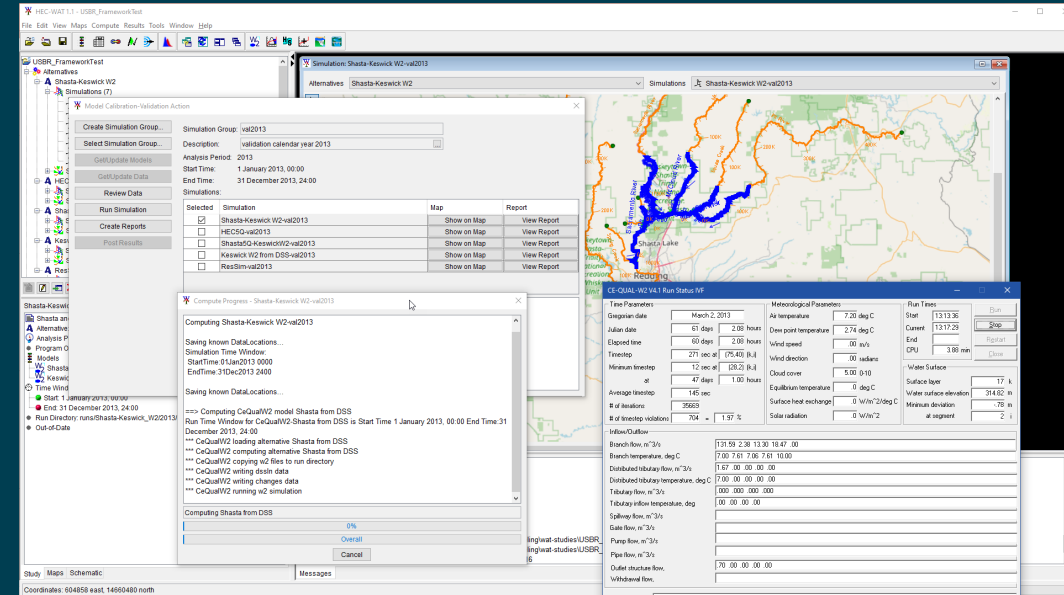 HEC-WAT 1.1 - USBR_FrameworkTest
File Edit View Maps Compute Results Tools Window Help
USBR_FrameworkTest
Alternatives
Shasta-Keswick W2
Simulations (7)
Simulation: Shasta-Keswick W2-val2013
Alternatives Shasta-Keswick W2 Simulations Shasta-Keswick W2-val2013
Model Calibration-Validation Action
Create Simulation Group...
Select Simulation Group...
Get/Update Models
Get/Update Data
Review Data
Run Simulation
Create Reports
Post Results
Simulation Group: val2013
Description: validation calendar year 2013
Analysis Period: 2013
Start Time: 1 January 2013, 00:00
End Time: 31 December 2013, 24:00
Simulations:
Selected Simulation Map Report
Shasta-Keswick W2-val2013 Show on Map View Report
HEC5Q-val2013 Show on Map View Report
Shasta5Q-KeswickW2-val2013 Show on Map View Report
Keswick W2 from DSS-val2013 Show on Map View Report
ResSim-val2013 Show on Map View Report
HEC
Shas
Kesw
Res
Shasta-Keswic
Shasta an
Alternative
Analysis P
Program O
Models
Shasta
Keswic
Time Wind
Start: 1 January 2013, 00:00
End: 31 December 2013, 24:00
Run Directory: runs/Shasta-Keswick_W2/2013/
Out-of-Date
Study Maps Schematic
Coordinates: 604858 east, 14660480 north
Compute Progress - Shasta-Keswick W2-val2013
Computing Shasta-Keswick W2-val2013
Saving known DataLocations...
Simulation Time Window:
StartTime:01Jan2013 0000
EndTime:31Dec2013 2400
Saving known DataLocations...
==> Computing CeQualW2 model Shasta from DSS
Run Time Window for CeQualW2-Shasta from DSS is Start Time 1 January 2013, 00:00 End Time:31
December 2013, 24:00
*** CeQualW2 loading alternative Shasta from DSS
*** CeQualW2 computing alternative Shasta from DSS
*** CeQualW2 copying w2 files to run directory
*** CeQualW2 writing dssIn data
*** CeQualW2 writing changes data
*** CeQualW2 running w2 simulation
Computing Shasta from DSS
0%
Overall
Cancel
Messages
ling\wat-studies\USBR_
ling\wat-studies\USBR_
Sacramento River
Shasta Lake
Redding
CE-QUAL-W2 V4.1 Run Status IVF
Time Parameters
Gregorian date March 2, 2013
Julian date 61 days 2.08 hours
Elapsed time 60 days 2.08 hours
Timestep 271 sec at (75,40) (k,i)
Minimum timestep 12 sec at (28,2) (k,i)
at 47 days 1.00 hours
Average timestep 145 sec
# of iterations 35669
# of timestep violations 704 = 1.97 %
Meteorological Parameters
Air temperature 7.20 deg C
Dew point temperature 2.74 deg C
Wind speed .00 m/s
Wind direction .00 radians
Cloud cover 5.00 0-10
Equilibrium temperature .0 deg C
Surface heat exchange .0 W/m^2/deg C
Solar radiation .0 W/m^2
Run Times
Start 13:13:36
Current 13:17:29
End
CPU 3.88 min
Run
Stop
Restart
Close
Water Surface
Surface layer 17 k
Water surface elevation 314.82 m
Minimum deviation -.78 m
at segment 2 i
Inflow/Outflow
Branch flow, m^3/s 131.59 2.38 13.30 18.47 .00
Branch temperature, deg C 7.00 7.61 7.06 7.61 10.00
Distributed tributary flow, m^3/s 1.67 .00 .00 .00 .00
Distributed tributary temperature, deg C 7.00 .00 .00 .00 .00
Tributary flow, m^3/s .000 .000 .000 .000
Tributary inflow temperature, deg .00 .00 .00 .00
Spillway flow, m^3/s
Gate flow, m^3/s
Pump flow, m^3/s
Pipe flow, m^3/s
Outlet structure flow, .70 .00 .00 .00 .00
Withdrawal flow,